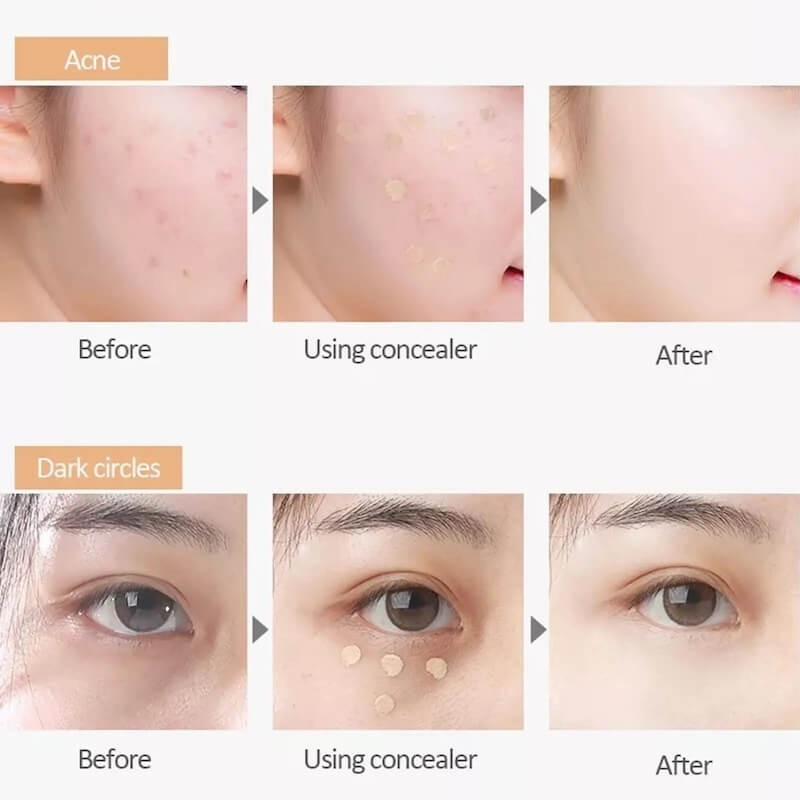 Acne
Before
Using concealer
After
Dark circles
Before
Using concealer
After